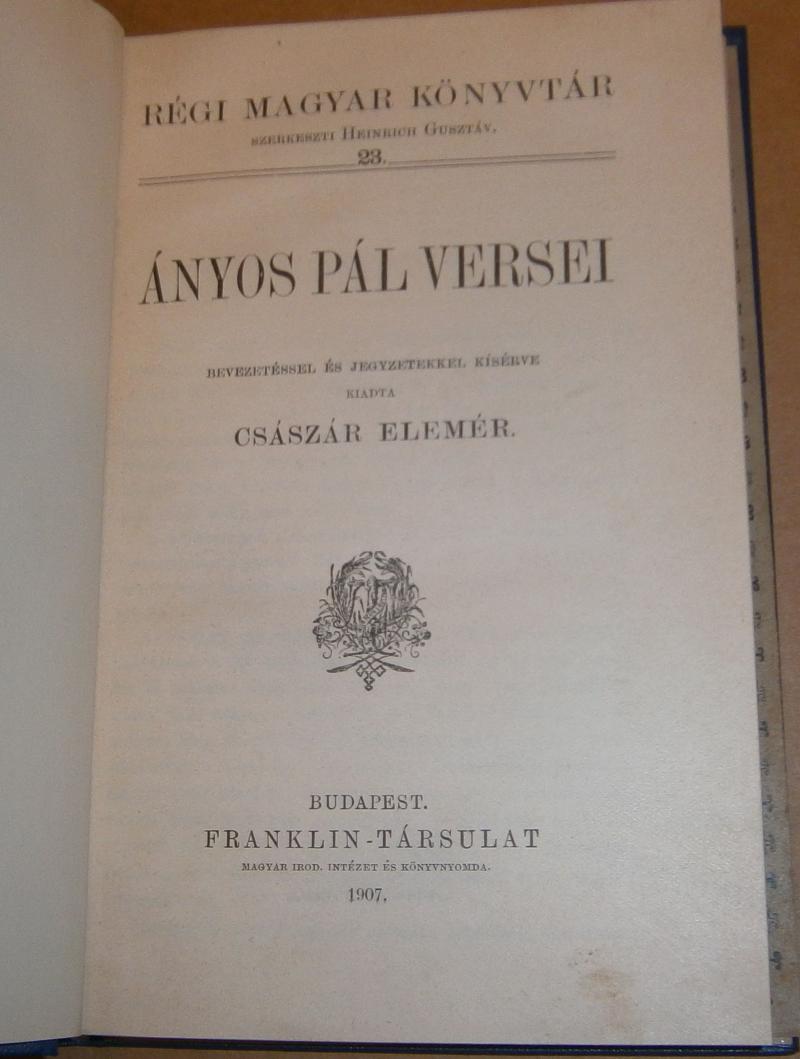 RÉGI MAGYAR KÖNYVTÁR
SZERKESZTI HEINRICH GUSZTÁV.
23.
ÁNYOS PÁL VERSEI
BEVEZETÉSSEL ÉS JEGYZETEKKEL KÍSÉRVE
KIADTA
CSÁSZÁR ELEMÉR.
BUDAPEST.
FRANKLIN-TÁRSULAT
MAGYAR IROD. INTÉZET ÉS KÖNYVNYOMDA.
1907.